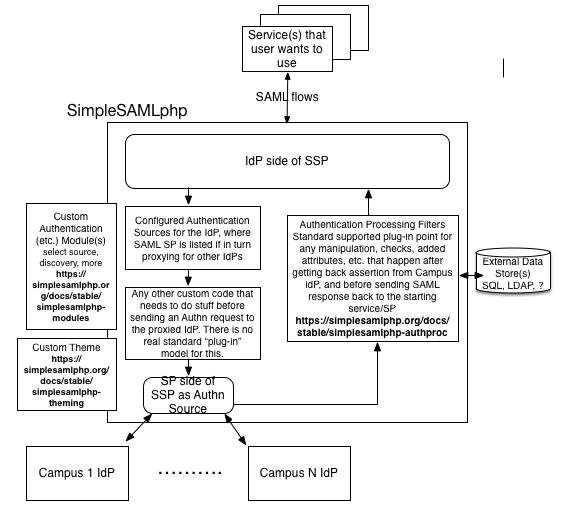 Service(s) that
user wants to
use
SAML flows
SimpleSAMLphp
IdP side of SSP
Custom
Authentication
(etc.) Module(s)
select source,
discovery, more
https://
simplesamlphp.or
g/docs/stable/
simplesamlphp-
modules
Configured Authentication
Sources for the IdP, where
SAML SP is listed if in turn
proxying for other IdPs
Authentication Processing Filters
Standard supported plug-in point for
any manipulation, checks, added
attributes, etc. that happen after
getting back assertion from Campus
idP, and before sending SAML
response back to the starting
service/SP
https://simplesamlphp.org/docs/
stable/simplesamlphp-authproc
External Data
Store(s)
SQL, LDAP, ?
Any other custom code that
needs to do stuff before
sending an Authn request to
the proxied IdP. There is no
real standard "plug-in"
model for this.
Custom Theme
https://
simplesamlphp.org/
docs/stable/
simplesamlphp-
theming
SP side of
SSP as Authn
Source
Campus 1 IdP
..........
Campus N IdP